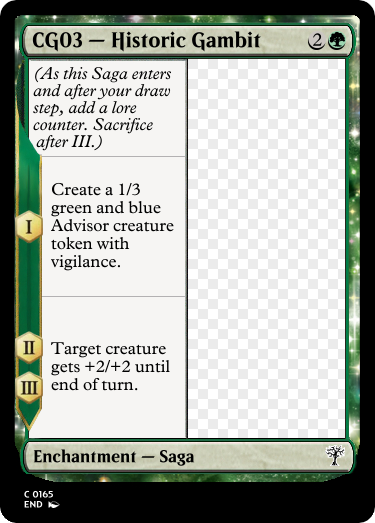 CG03 — Historic Gambit 2
(As this Saga enters
and after your draw
step, add a lore
counter. Sacrifice
after III.)
I
Create a 1/3
green and blue
Advisor creature
token with
vigilance.
II
III
Target creature
gets +2/+2 until
end of turn.
Enchantment — Saga
C 0165
END